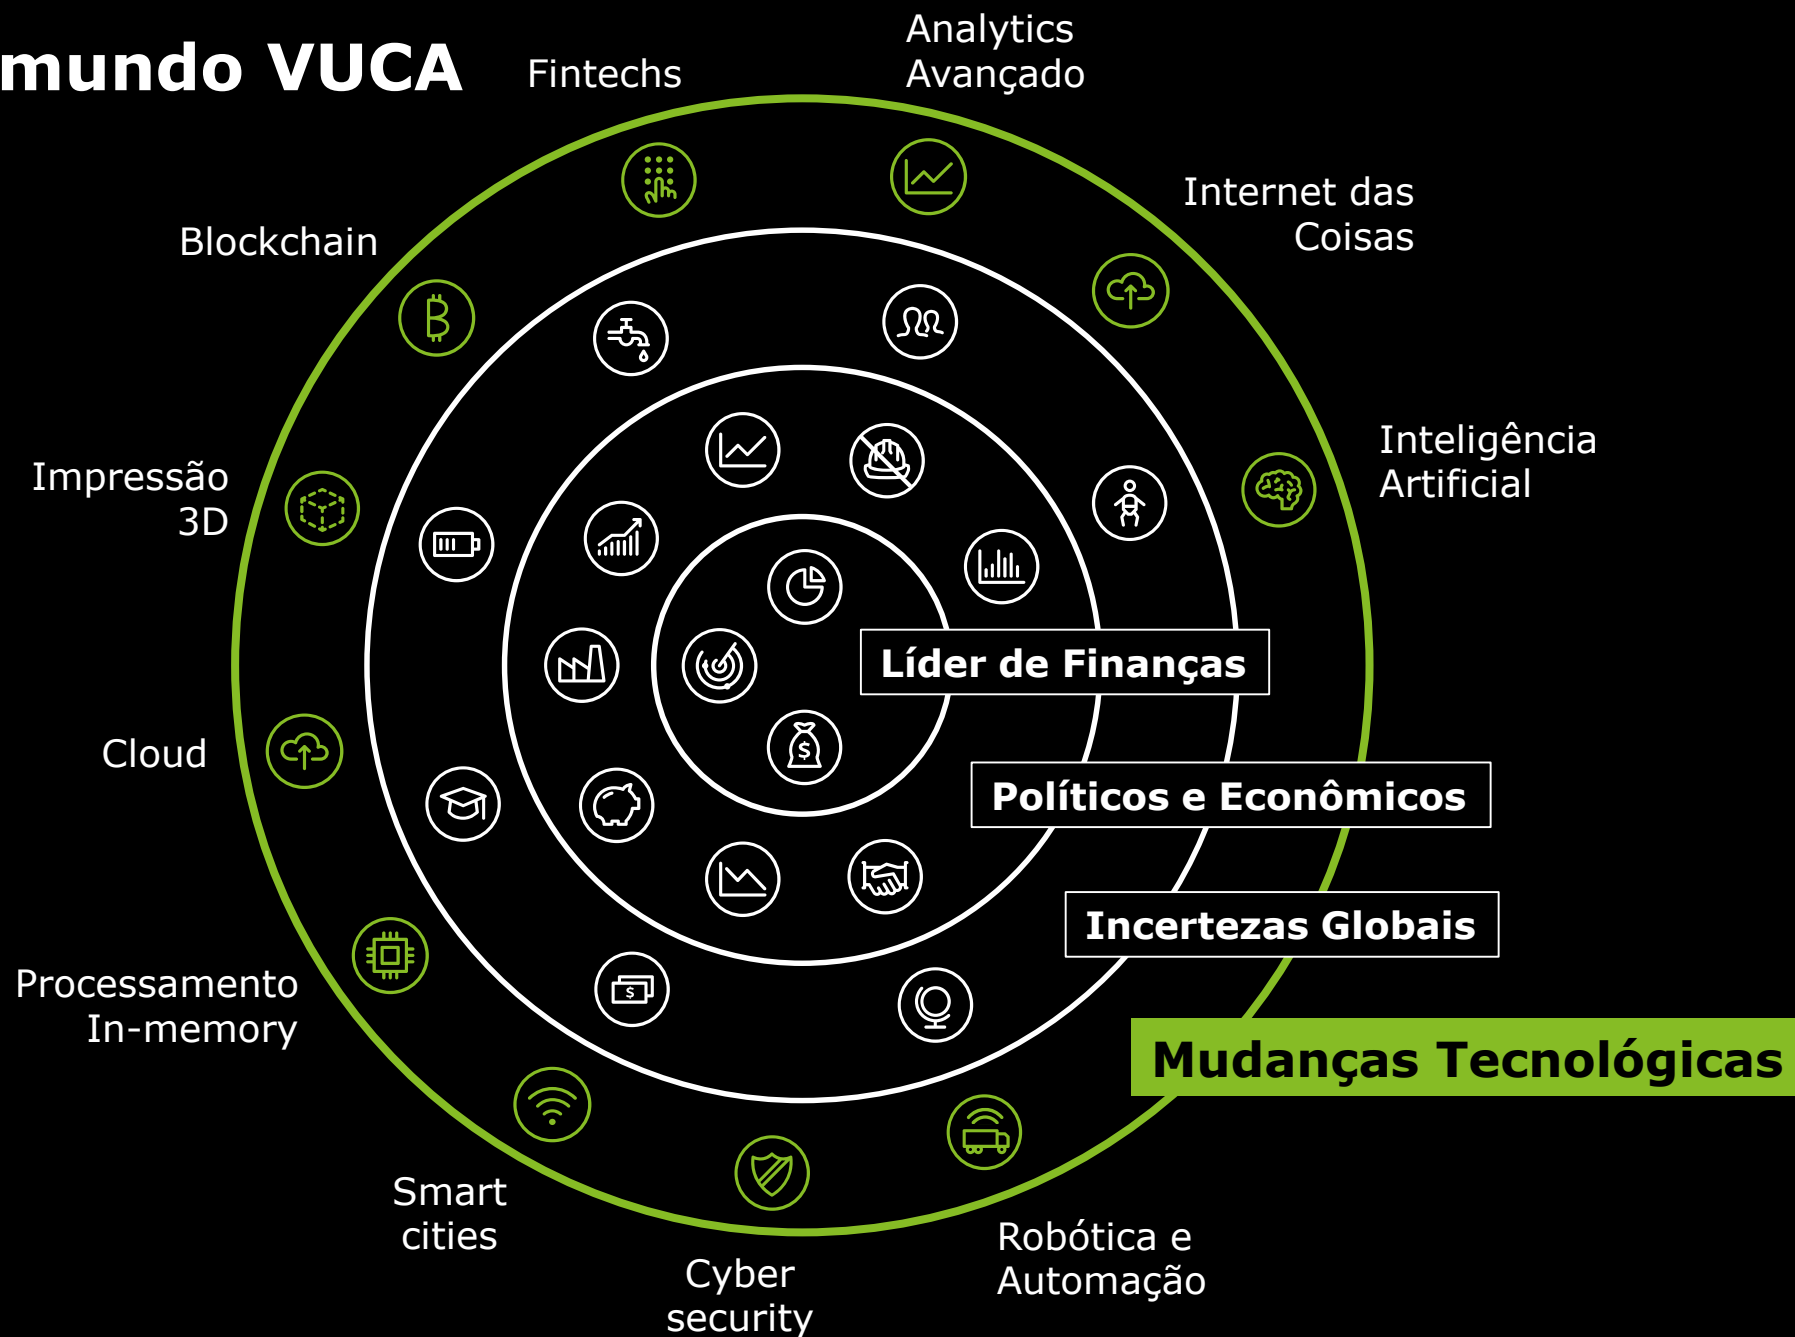 mundo VUCA
Fintechs
Analytics
Avançado
Internet das
Coisas
Blockchain
Inteligência
Artificial
Impressão
3D
Líder de Finanças
Cloud
Políticos e Econômicos
Incertezas Globais
Processamento
In-memory
Mudanças Tecnológicas
Smart
cities
Cyber
security
Robótica e
Automação